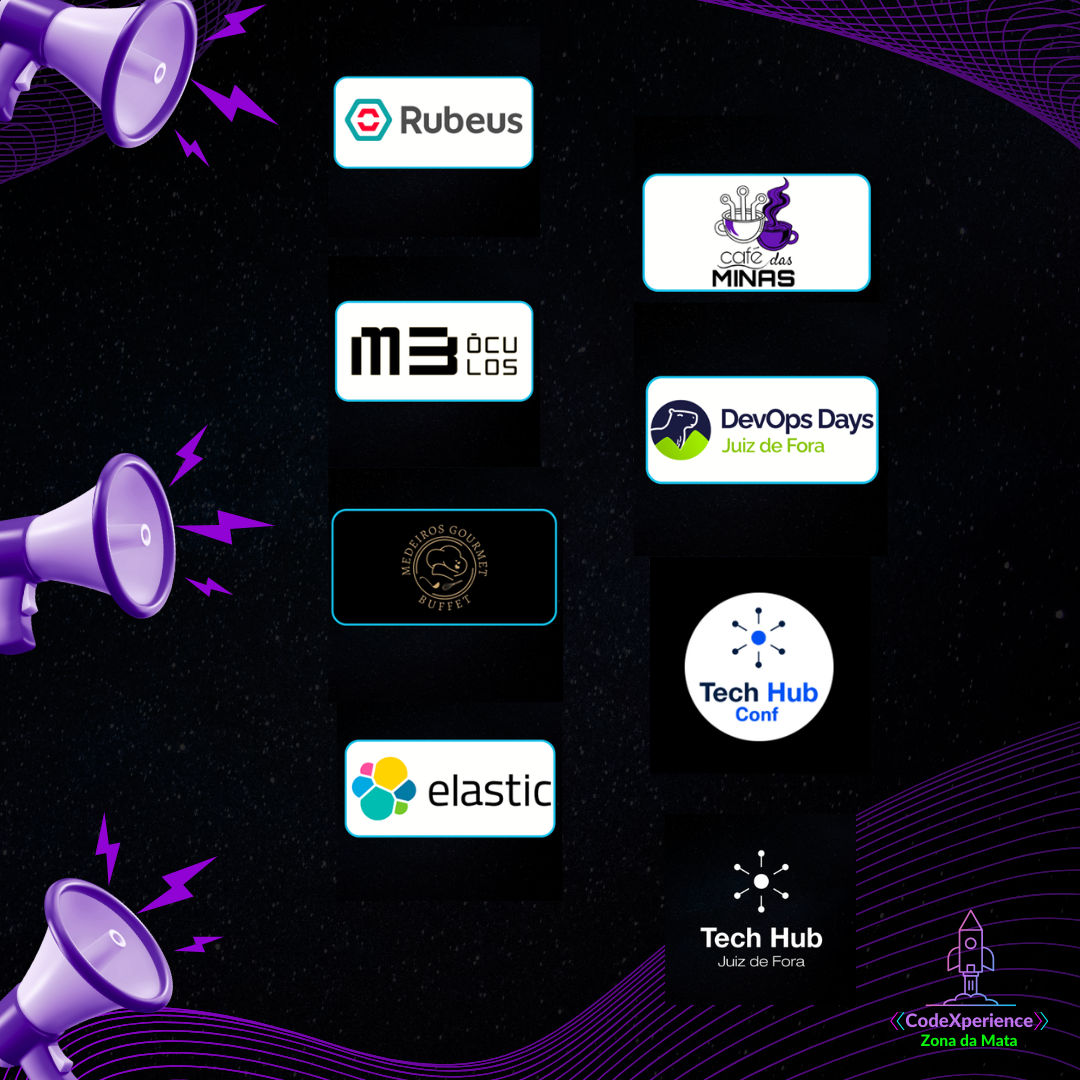 Rubeus
café das
MINAS
M3 ÓCU
LOS
DevOps Days
Juiz de Fora
MEDEIROS GOURMET
BUFFET
Tech Hub
Conf
elastic
Tech Hub
Juiz de Fora
CodeXperience
Zona da Mata